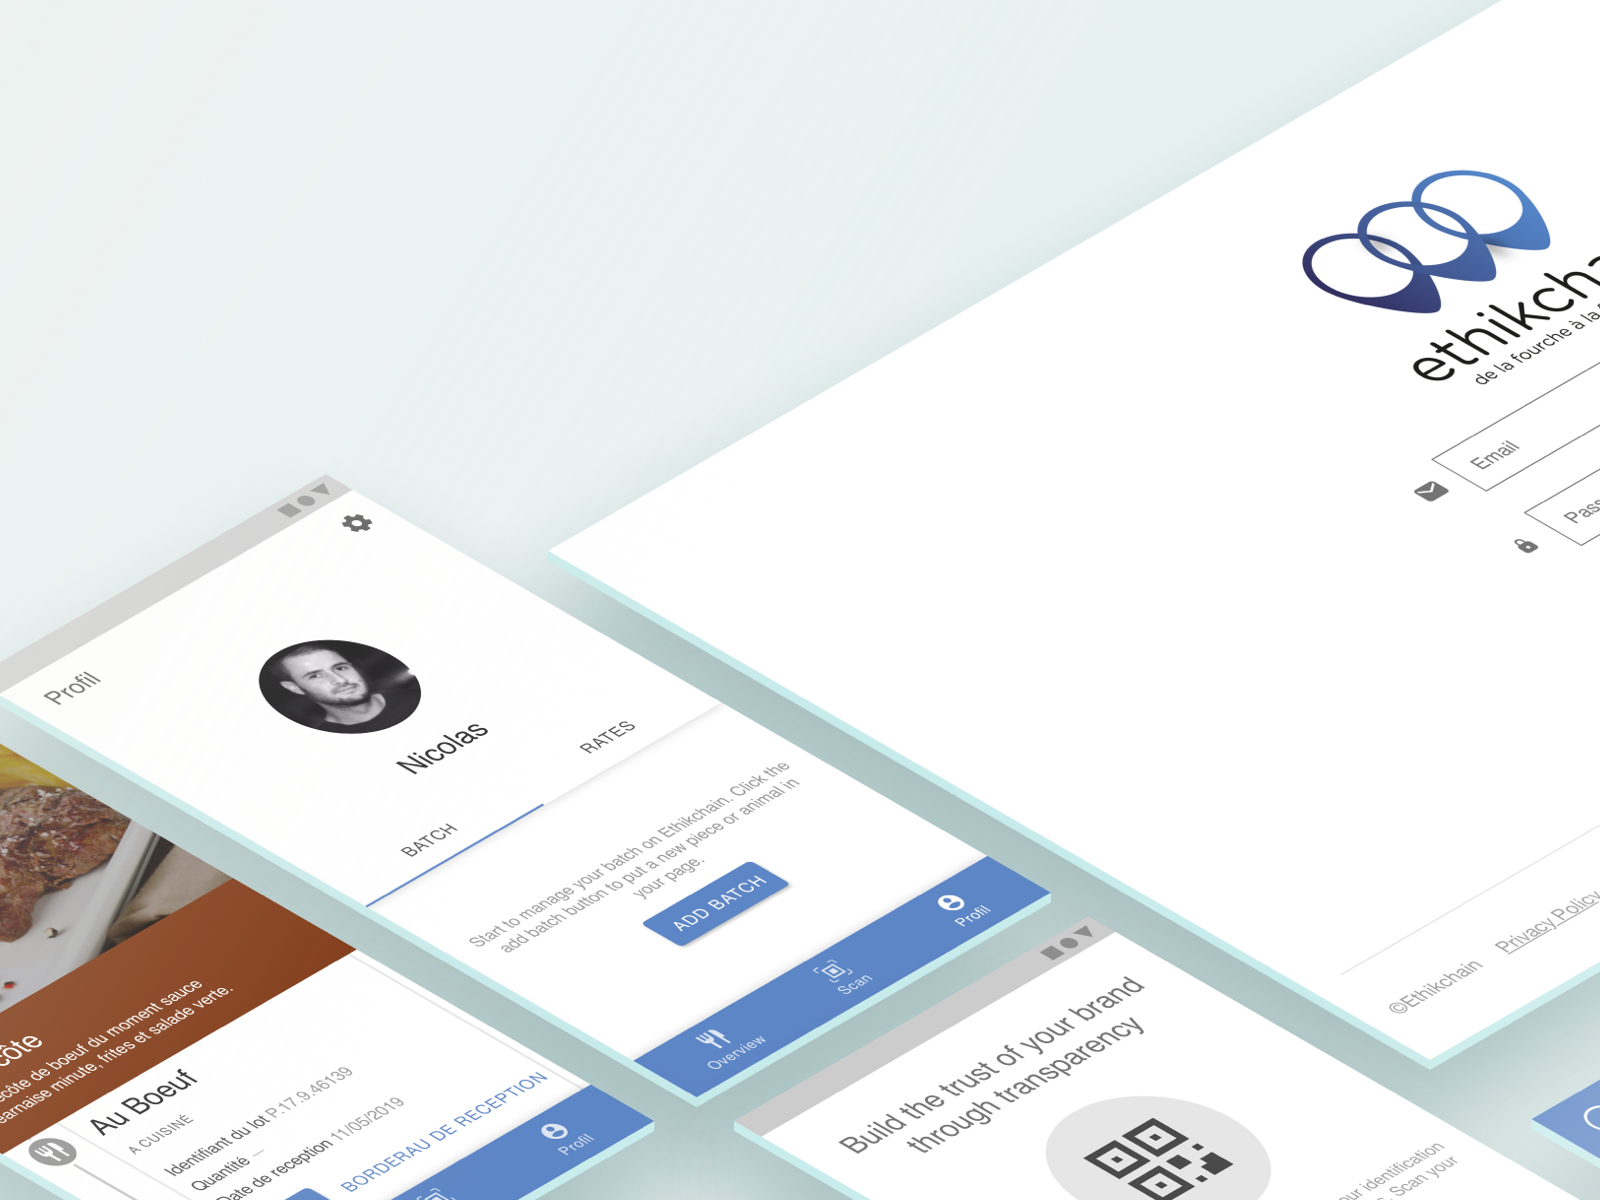 ethikcha
de la fourche à la
Email
Pass
©Ethikchain Privacy Policy
Profil
Nicolas
BATCH RATES
Start to manage your batch on Ethikchain. Click the
add batch button to put a new piece or animal in
your page.
ADD BATCH
Overview Scan Profil
côte
ecôte de boeuf du moment sauce
éarnaise minute, frites et salade verte.
Au Boeuf
A CUISINÉ
Identifiant du lot P.17.9.46139
Quantité —
Date de reception 11/05/2019
BORDERAU DE RECEPTION
Profil
Build the trust of your brand
through transparency
our identification
Scan your